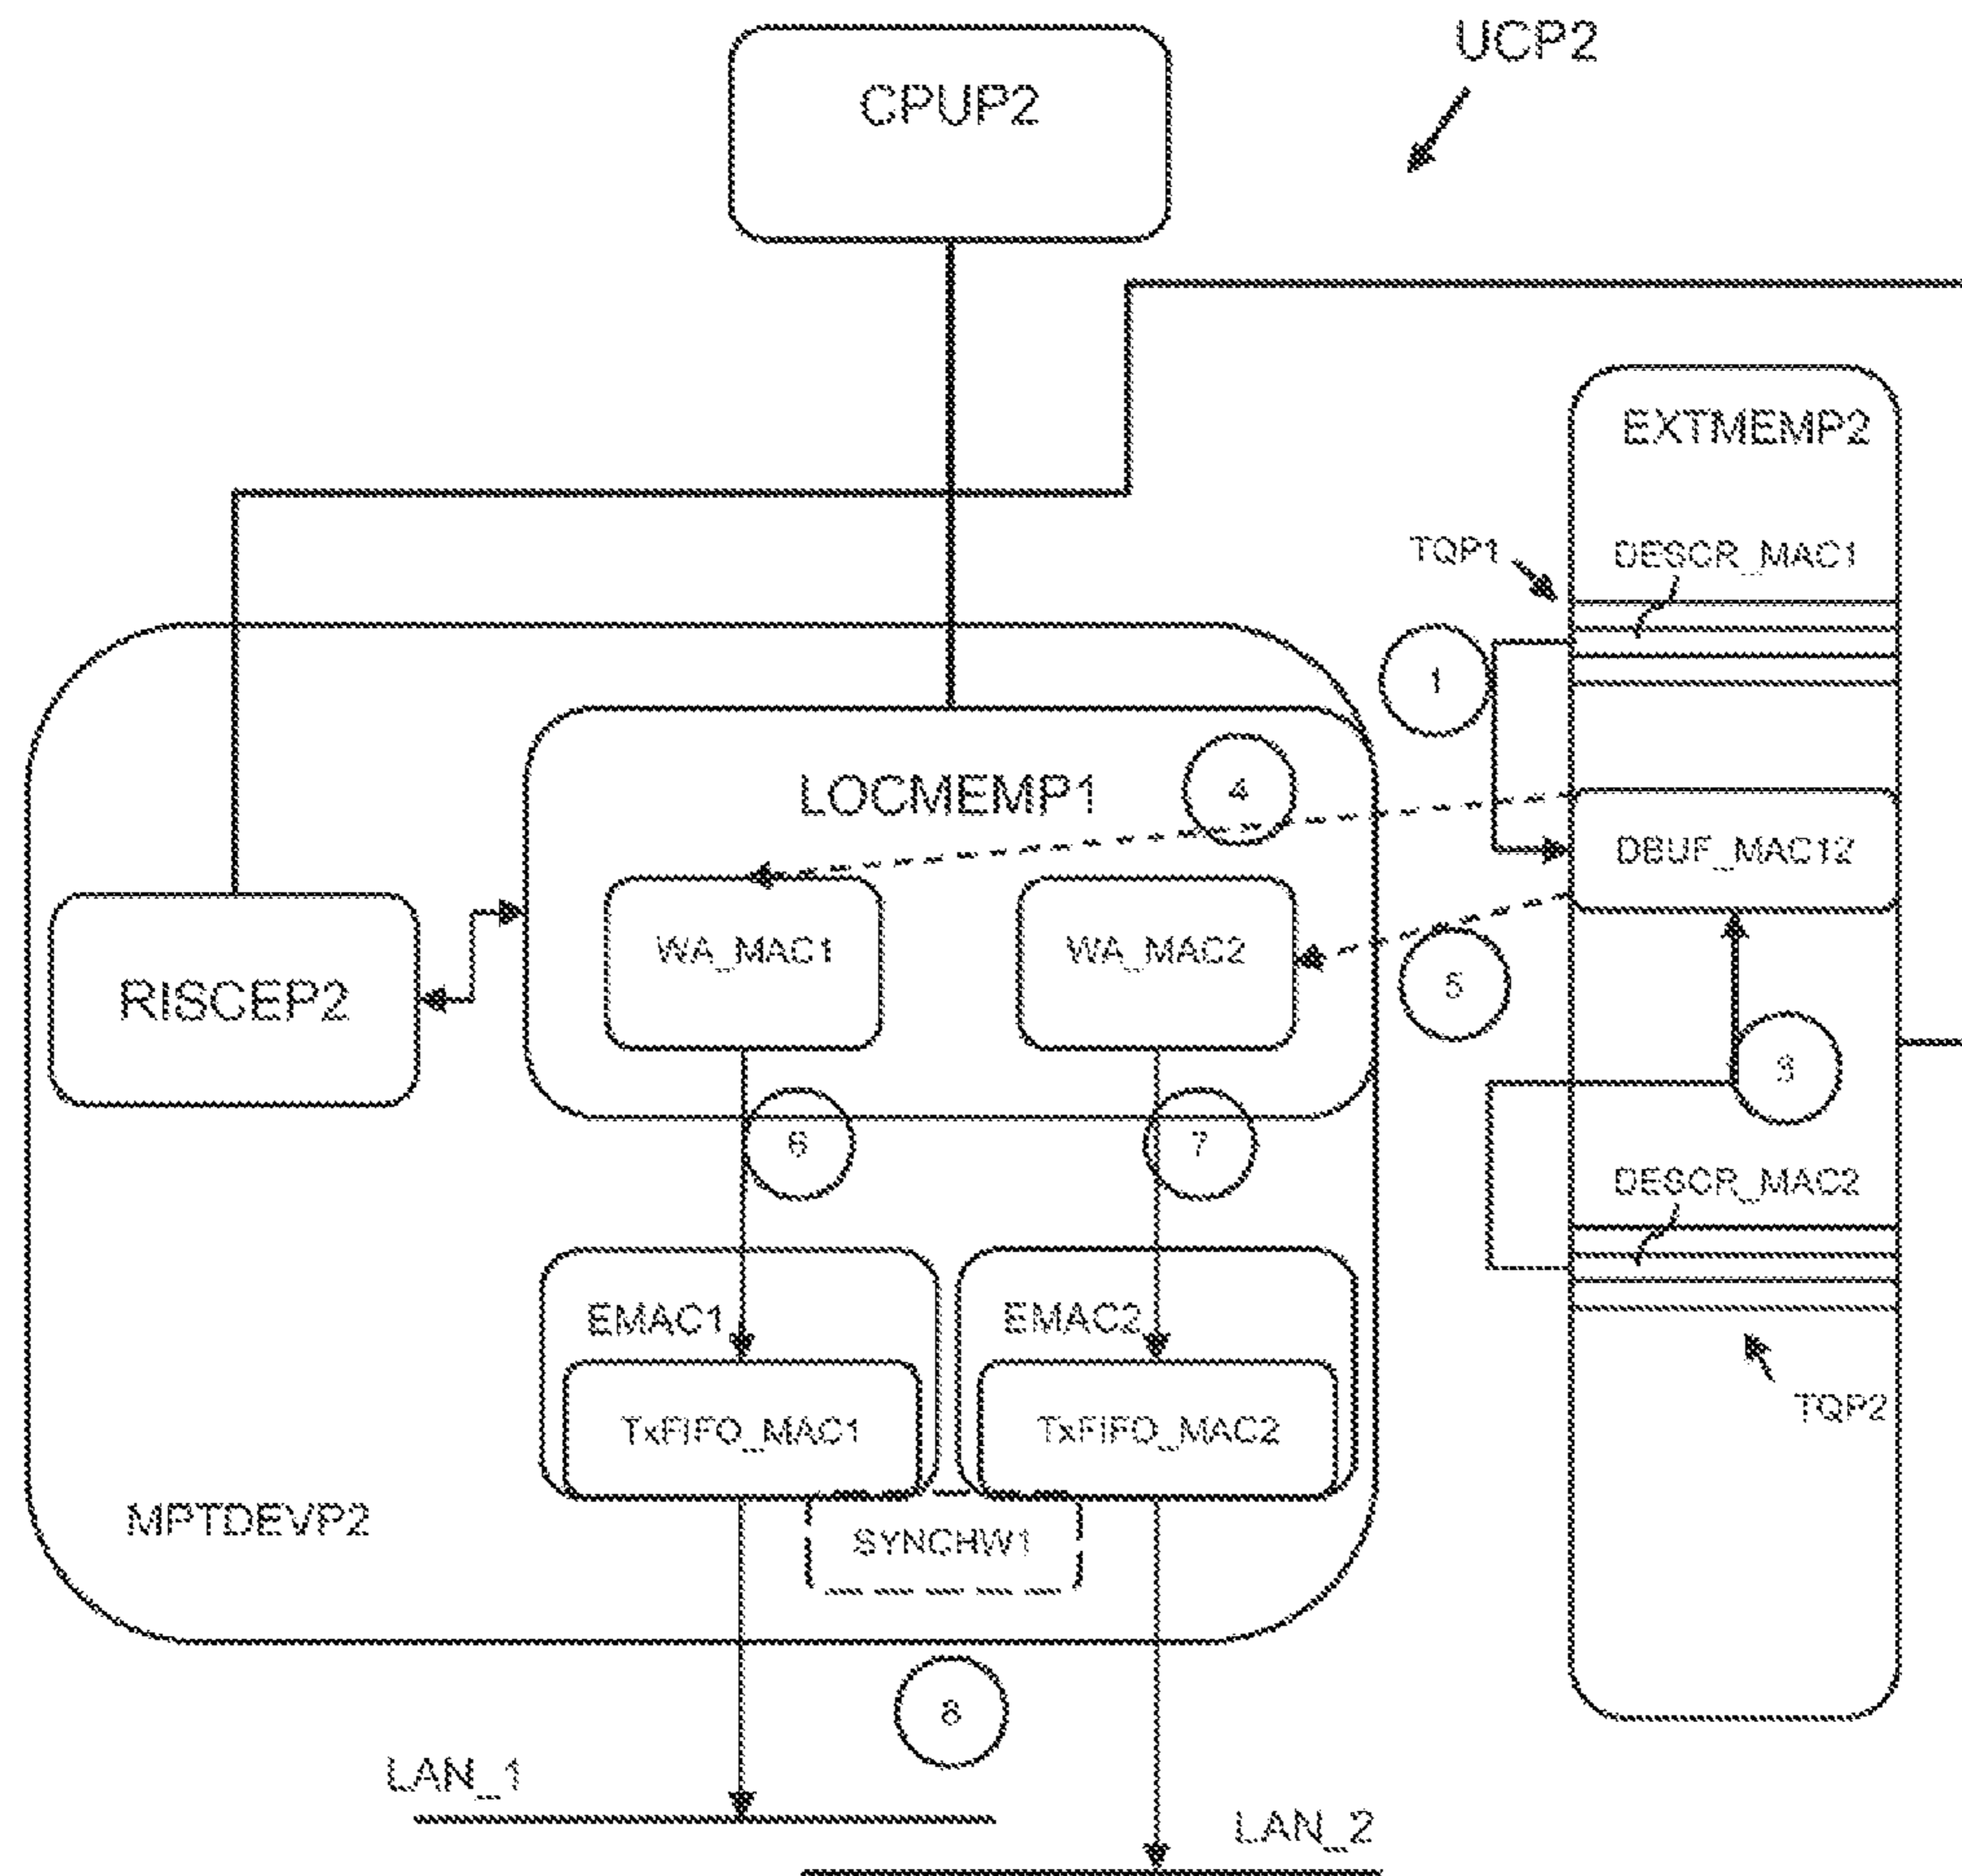 UCP2
CPUP2
EXTMEMP2
TQP1
DESCR_MAC1
1
LOCMEMP1
4
DBUF_MAC12
WA_MAC1
WA_MAC2
5
RISCEP2
3
6
7
DESCR_MAC2
EMAC1
EMAC2
TQP2
TxFIFO_MAC1
TxFIFO_MAC2
MPTDEVP2
SYNCHW1
8
LAN_1
LAN_2